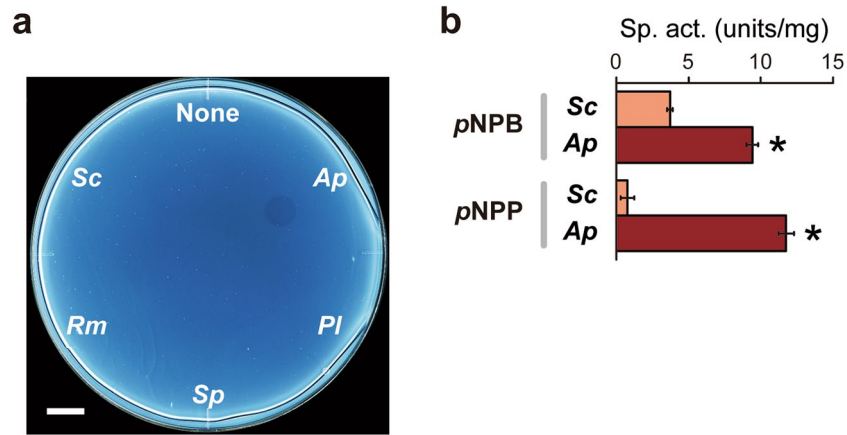 a
None
Sc
Ap
Rm
Pl
Sp
b
Sp. act. (units/mg)
0 5 10 15
pNPB
Sc
Ap *
pNPP
Sc
Ap *